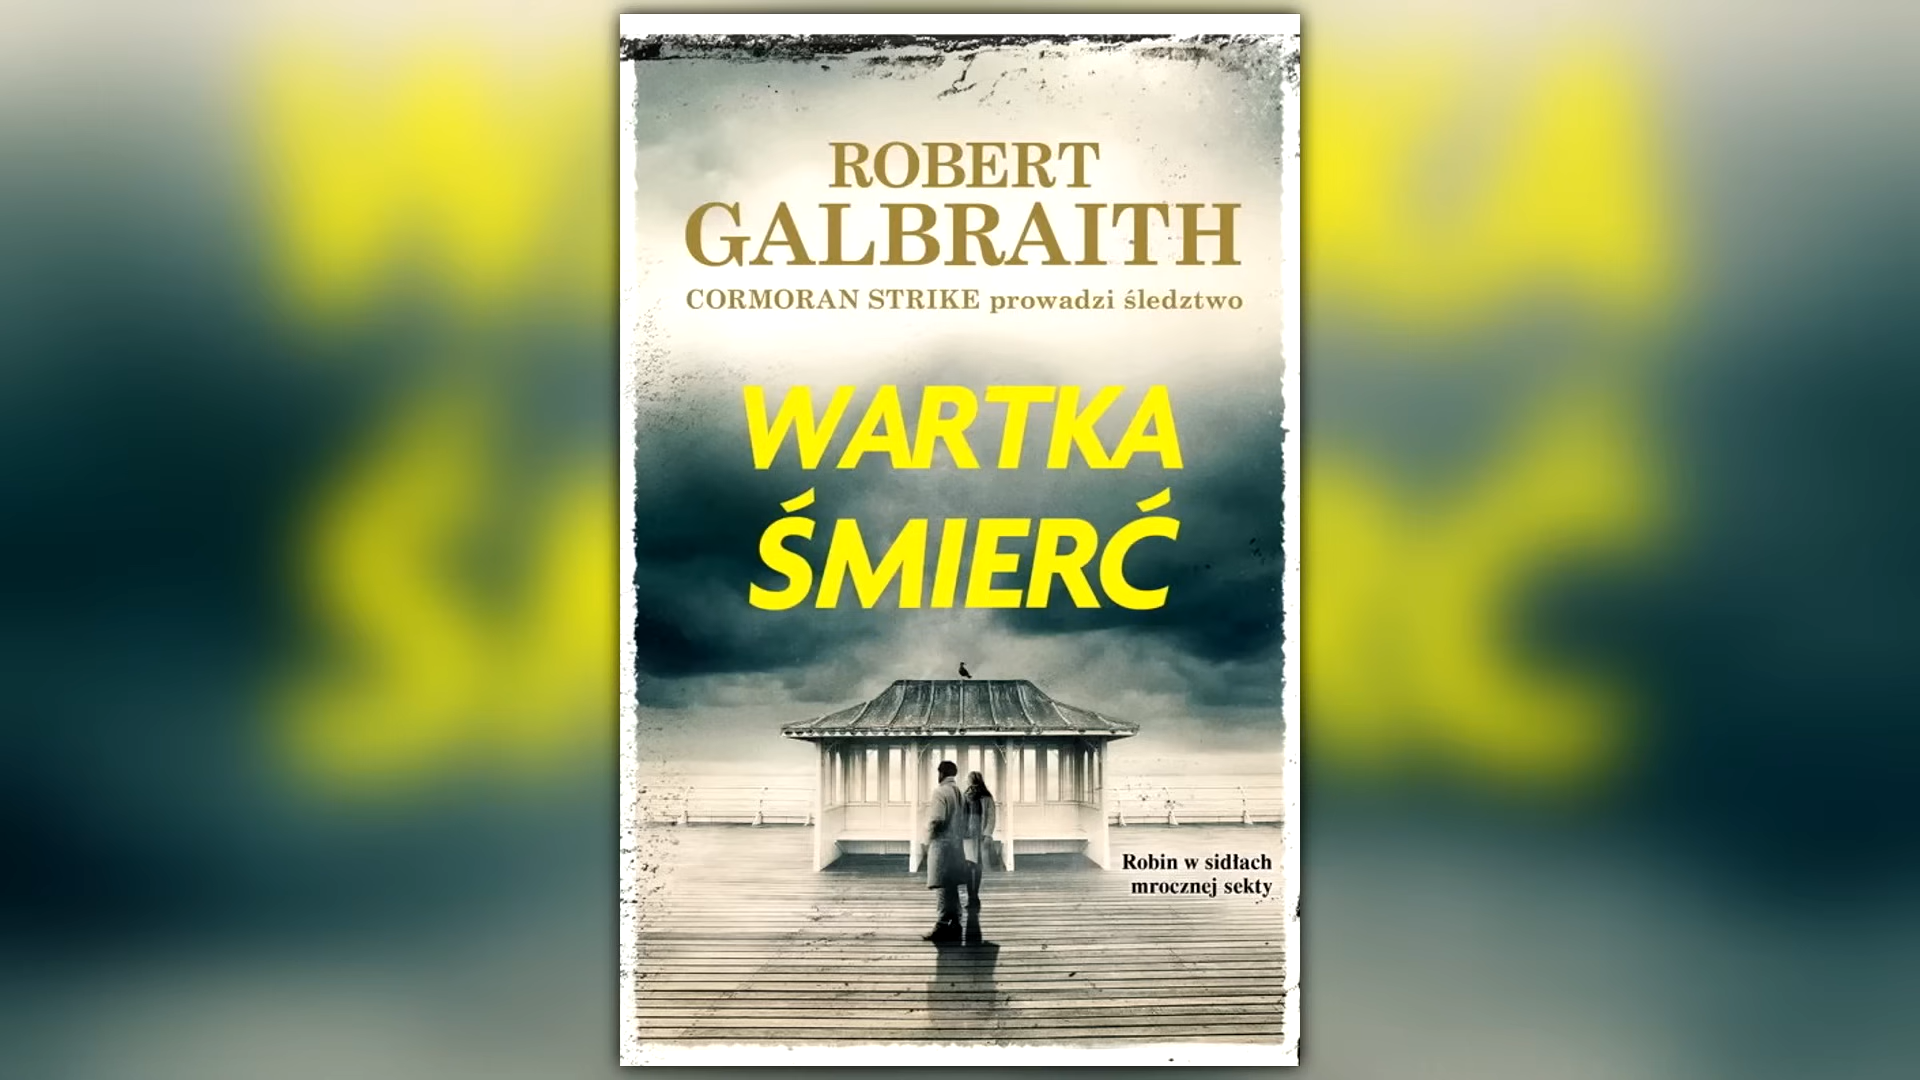 ROBERT
GALBRAITH
CORMORAN STRIKE prowadzi śledztwo
WARTKA
ŚMIERĆ
Robin w sidłach
mrocznej sekty